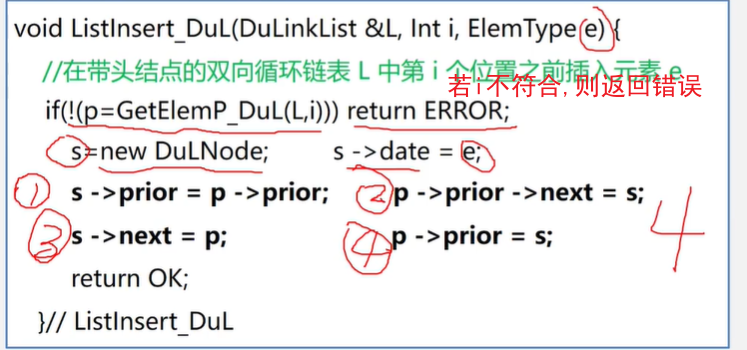 void ListInsert_DuL(DuLinkList &L, Int i, ElemType e) {
//在带头结点的双向循环链表 L 中第 i 个位置之前插入元素 e
若i不符合,则返回错误
if(!(p=GetElemP_DuL(L,i))) return ERROR;
s=new DuLNode; s ->date = e;
① s ->prior = p ->prior; ② p ->prior ->next = s;
③ s ->next = p; ④ p ->prior = s; 4
return OK;
}// ListInsert_DuL